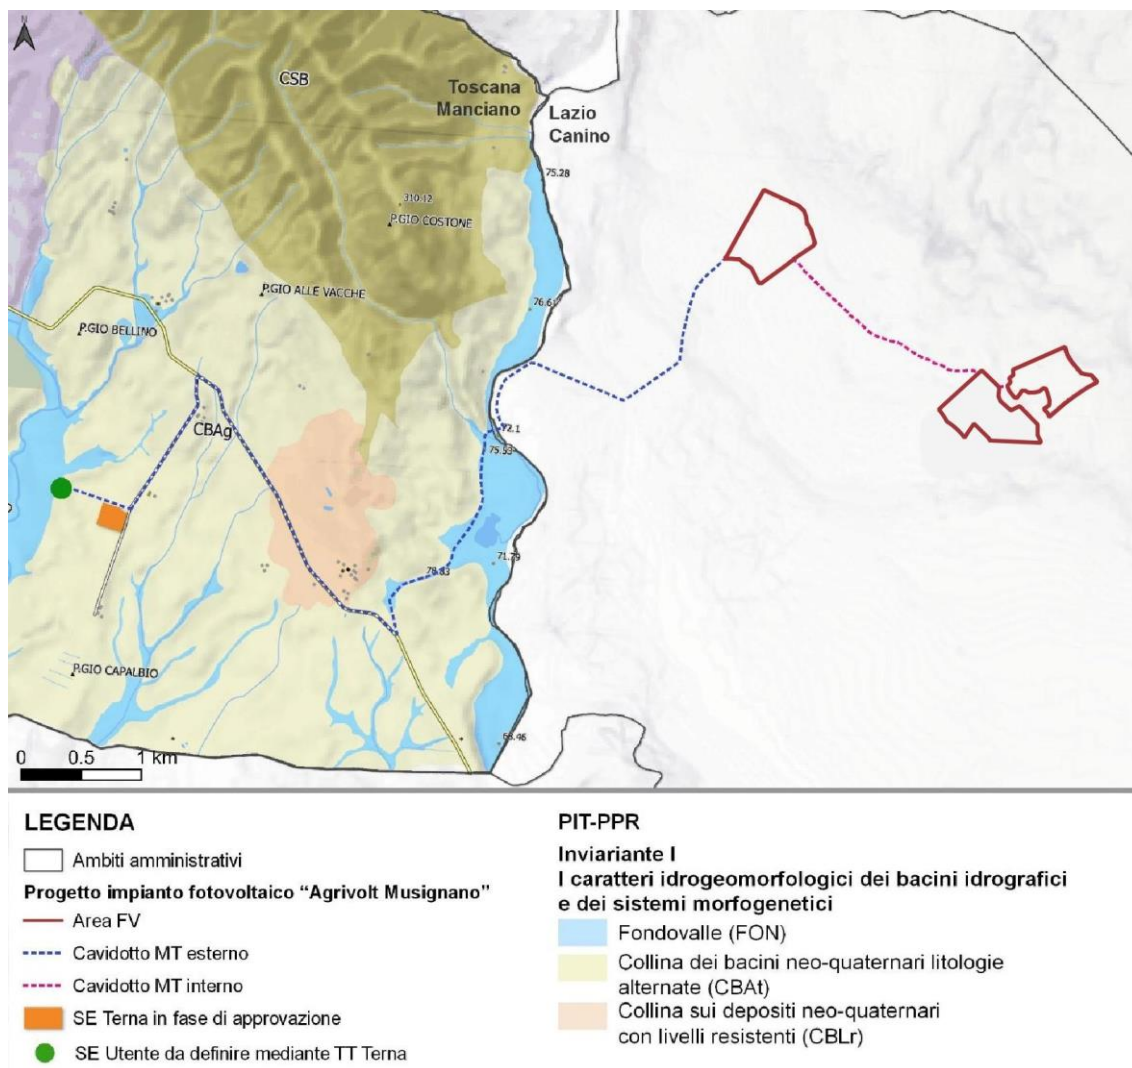 N
CSB
Toscana
Manciano
Lazio
Canino
75.28
310.12
P.GIO COSTONE
P.GIO ALLE VACCHE
76.61
P.GIO BELLINO
CBAg
72.1
75.33
71.79
78.83
P.GIO CAPALBIO
68.46
0 0.5 1 km
LEGENDA
Ambiti amministrativi
Progetto impianto fotovoltaico “Agrivolt Musignano”
Area FV
Cavidotto MT esterno
Cavidotto MT interno
SE Terna in fase di approvazione
SE Utente da definire mediante TT Terna
PIT-PPR
Inviariante I
I caratteri idrogeomorfologici dei bacini idrografici
e dei sistemi morfogenetici
Fondovalle (FON)
Collina dei bacini neo-quaternari litologie
alternate (CBAt)
Collina sui depositi neo-quaternari
con livelli resistenti (CBLr)